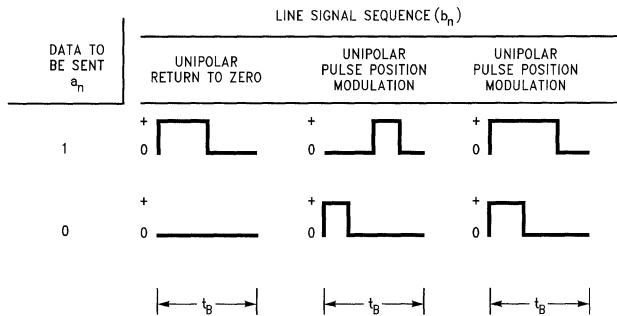 LINE SIGNAL SEQUENCE (bn)
DATA TO
BE SENT
an
UNIPOLAR
RETURN TO ZERO
UNIPOLAR
PULSE POSITION
MODULATION
UNIPOLAR
PULSE POSITION
MODULATION
1
+
0
+
0
+
0
0
+
0
+
0
+
0
tB
tB
tB